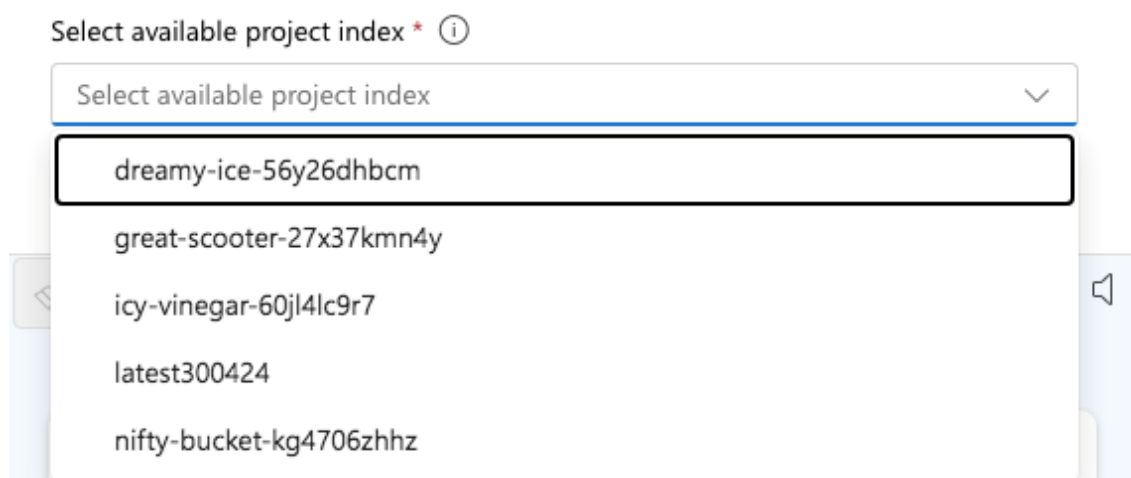 Select available project index * i
Select available project index
dreamy-ice-56y26dhbcm
great-scooter-27x37kmn4y
icy-vinegar-60jl4lc9r7
latest300424
nifty-bucket-kg4706zhhz